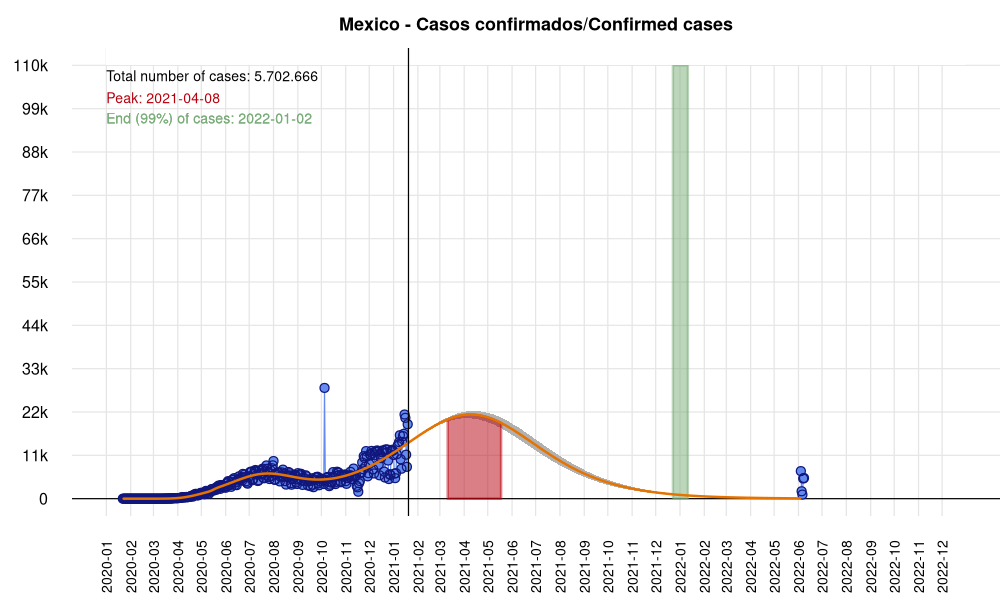 Mexico - Casos confirmados/Confirmed cases
110k
99k
88k
77k
66k
55k
44k
33k
22k
11k
0
Total number of cases: 5.702.666
Peak: 2021-04-08
End (99%) of cases: 2022-01-02
2020-01
2020-02
2020-03
2020-04
2020-05
2020-06
2020-07
2020-08
2020-09
2020-10
2020-11
2020-12
2021-01
2021-02
2021-03
2021-04
2021-05
2021-06
2021-07
2021-08
2021-09
2021-10
2021-11
2021-12
2022-01
2022-02
2022-03
2022-04
2022-05
2022-06
2022-07
2022-08
2022-09
2022-10
2022-11
2022-12